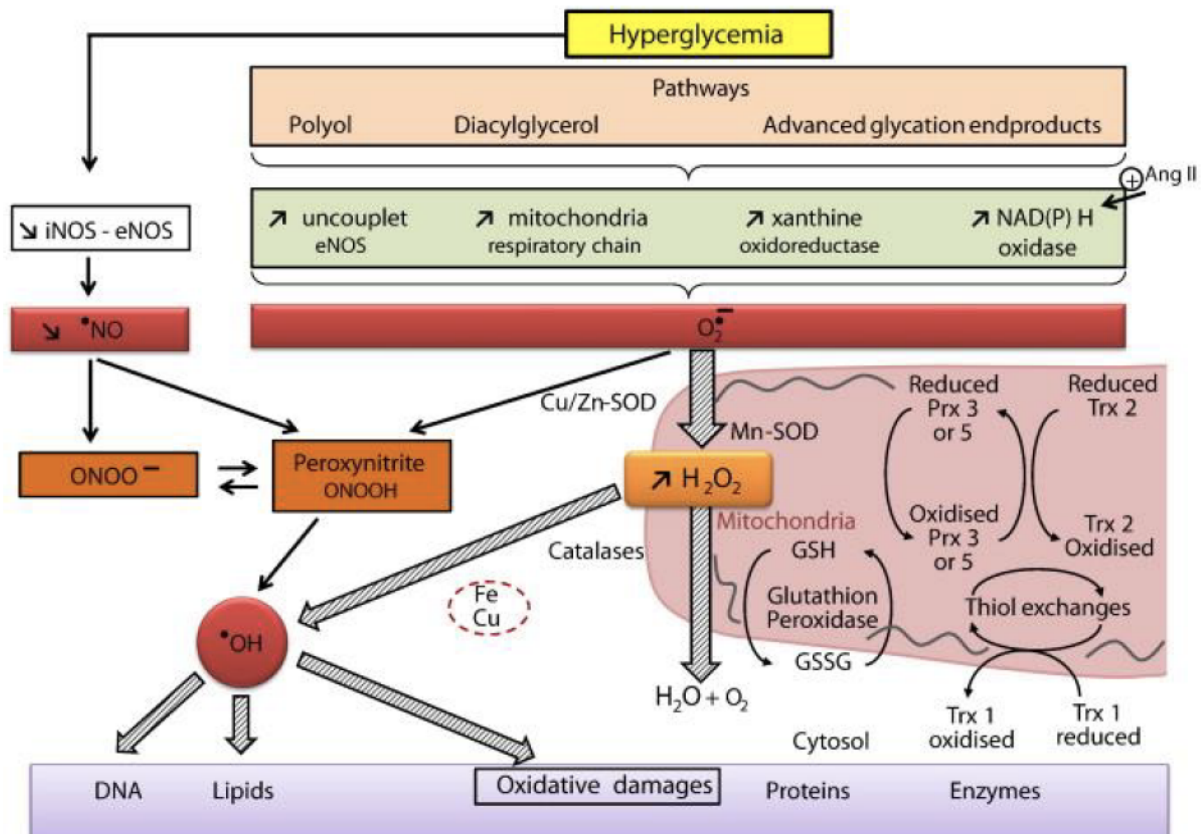 Hyperglycemia
Pathways
Polyol Diacylglycerol Advanced glycation endproducts
+ Ang II
↘ iNOS - eNOS
↗ uncouplet
eNOS
↗ mitochondria
respiratory chain
↗ xanthine
oxidoreductase
↗ NAD(P) H
oxidase
↘ •NO
O₂•−
Cu/Zn-SOD
Mn-SOD
Reduced
Prx 3
or 5
Reduced
Trx 2
ONOO−
Peroxynitrite
ONOOH
↗ H₂O₂
Mitochondria
Oxidised
Prx 3
or 5
Trx 2
Oxidised
Catalases
GSH
Glutathion
Peroxidase
GSSG
Thiol exchanges
Fe
Cu
•OH
H₂O + O₂
Trx 1
oxidised
Trx 1
reduced
Cytosol
DNA Lipids Oxidative damages Proteins Enzymes